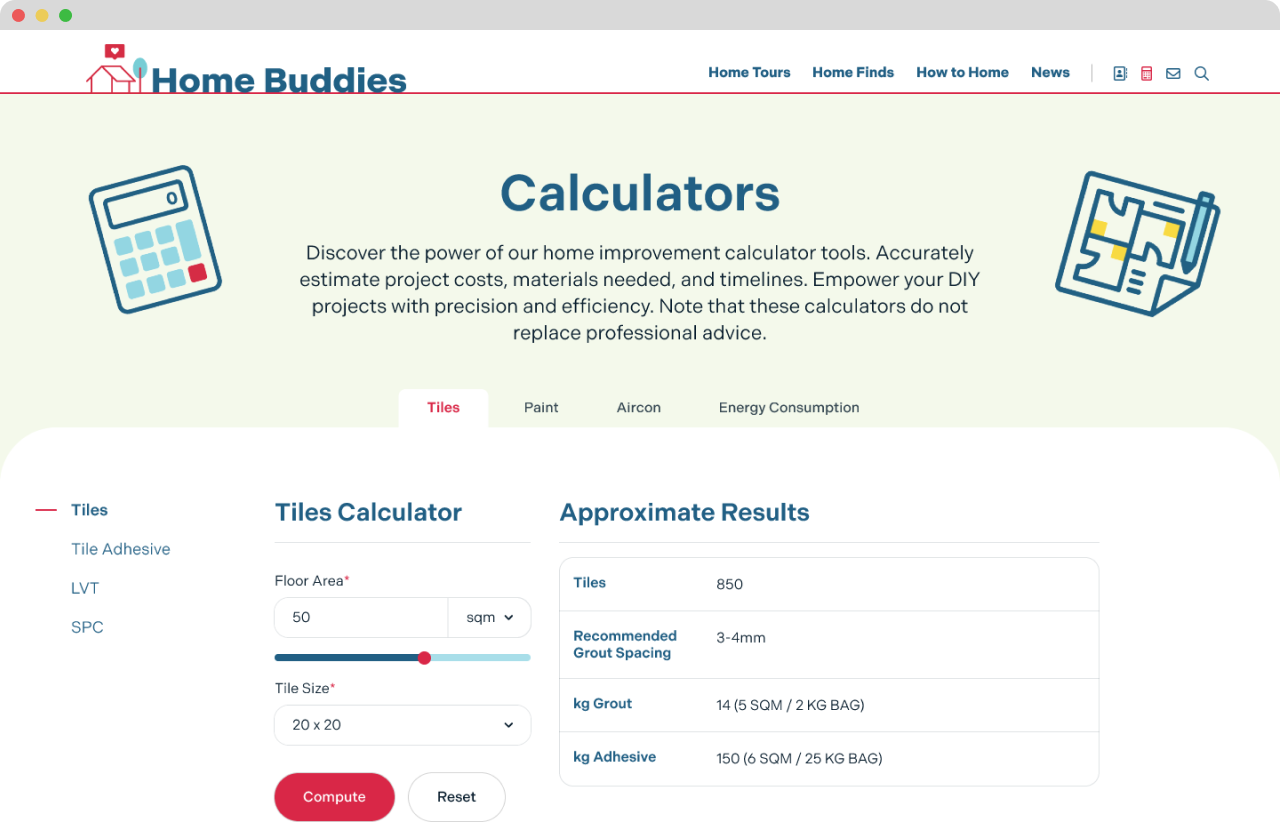 Home Buddies
Home Tours
Home Finds
How to Home
News
0
Calculators
Discover the power of our home improvement calculator tools. Accurately
estimate project costs, materials needed, and timelines. Empower your DIY
projects with precision and efficiency. Note that these calculators do not
replace professional advice.
Tiles
Paint
Aircon
Energy Consumption
Tiles
Tile Adhesive
LVT
SPC
Tiles Calculator
Floor Area*
50
sqm
Tile Size*
20 x 20
Compute
Reset
Approximate Results
Tiles
850
Recommended
Grout Spacing
3-4mm
kg Grout
14 (5 SQM / 2 KG BAG)
kg Adhesive
150 (6 SQM / 25 KG BAG)